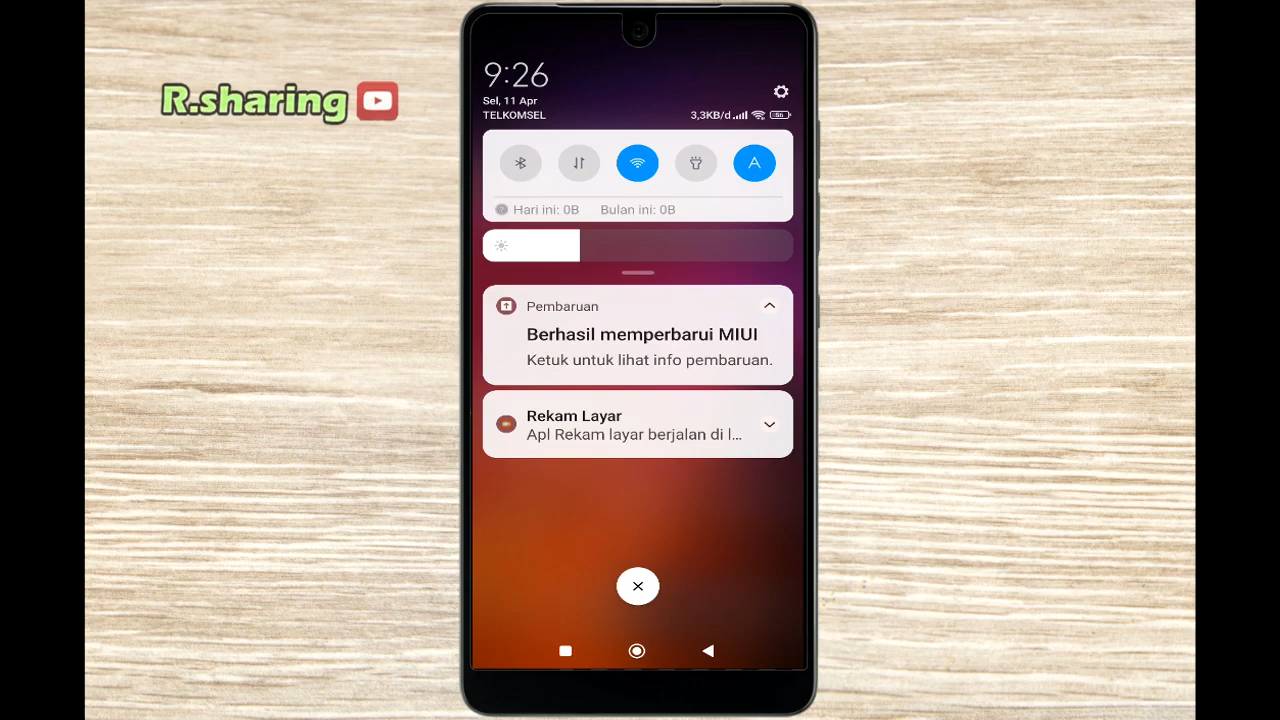 R.sharing
9:26
Sel, 11 Apr
TELKOMSEL
3,3KB/d
Hari ini: 0B Bulan ini: 0B
Pembaruan
Berhasil memperbarui MIUI
Ketuk untuk lihat info pembaruan.
Rekam Layar
Apl Rekam layar berjalan di l...